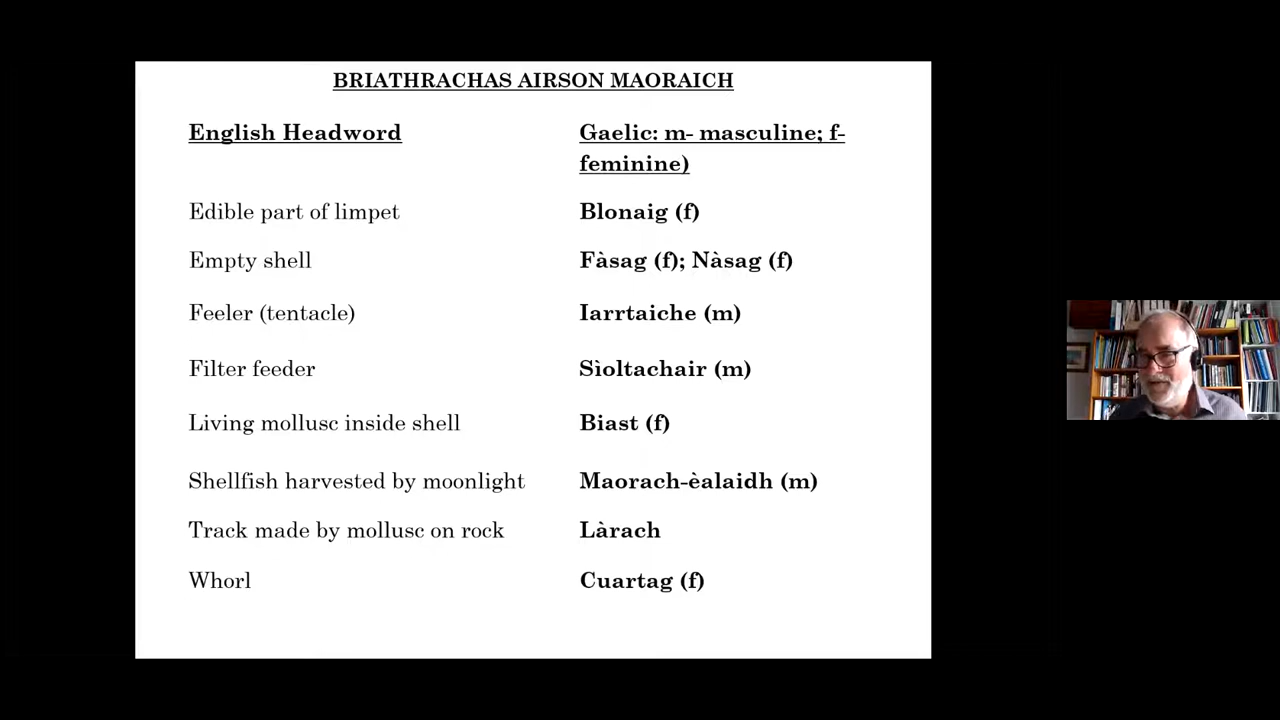 BRIATHRACHAS AIRSON MAORAICH
English Headword
Gaelic: m- masculine; f-
feminine)
Edible part of limpet
Blonaig (f)
Empty shell
Fàsag (f); Nàsag (f)
Feeler (tentacle)
Iarrtaiche (m)
Filter feeder
Sìoltachair (m)
Living mollusc inside shell
Biast (f)
Shellfish harvested by moonlight
Maorach-èalaidh (m)
Track made by mollusc on rock
Làrach
Whorl
Cuartag (f)